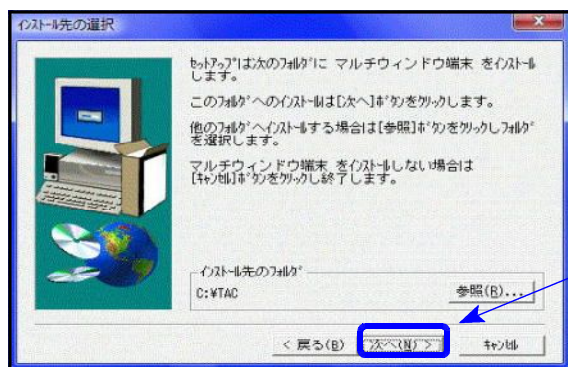 インストール先の選択
セットアップは次のフォルダに マルチウィンドウ端末 をインストール
します。
このフォルダへのインストールは[次へ]ボタンをクリックします。
他のフォルダへインストールする場合は[参照]ボタンをクリックしフォルダ
を選択します。
マルチウィンドウ端末 をインストールしない場合は
[キャンセル]ボタンをクリックし終了します。
インストール先のフォルダ
C:¥TAC
参照(R)...
< 戻る(B)
次へ(N) >
キャンセル